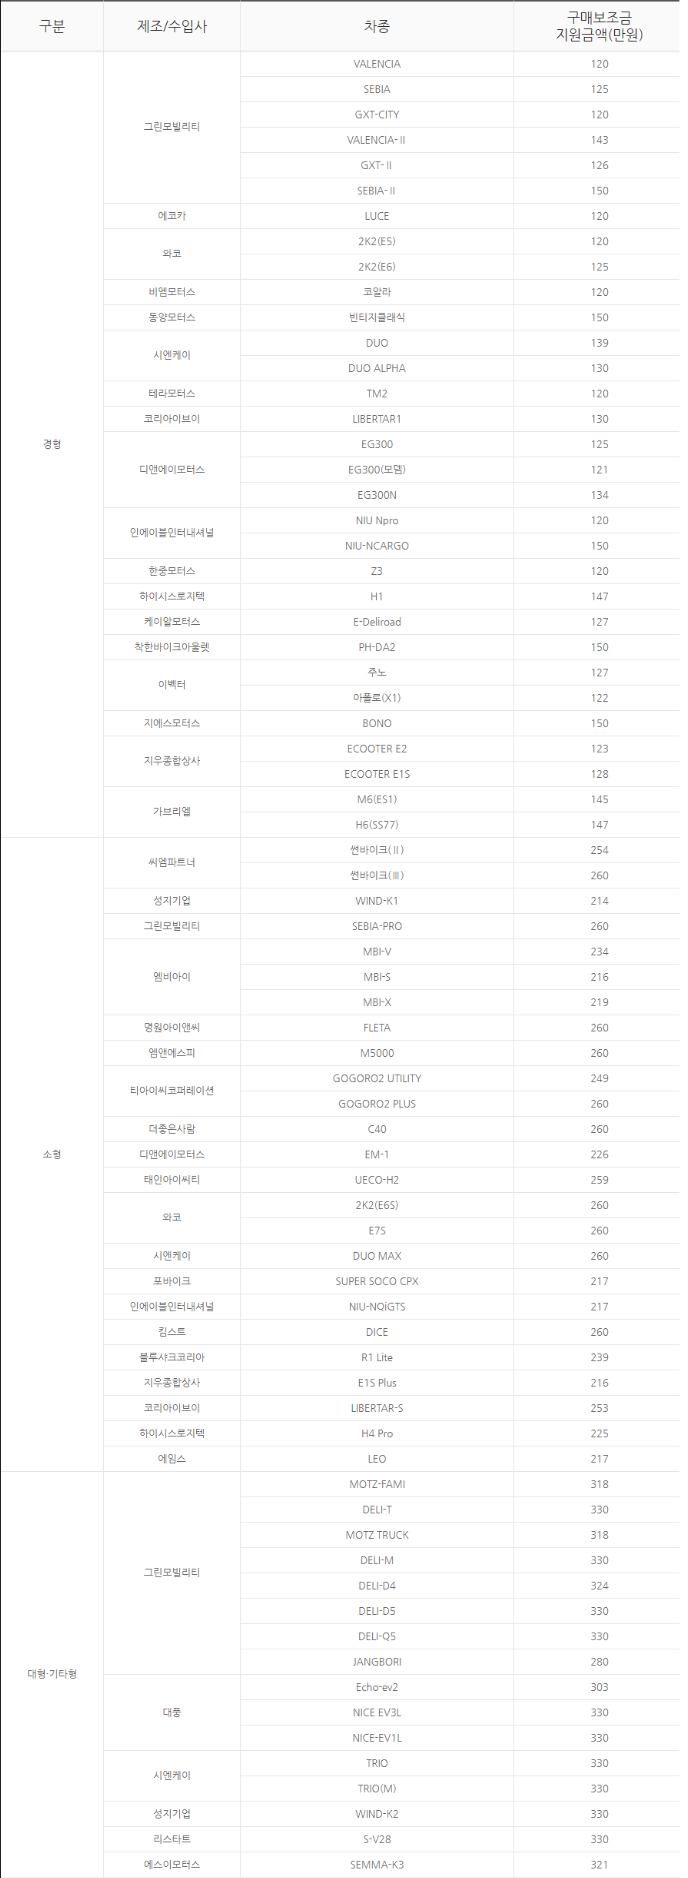 구분 제조/수입사 차종 구매보조금
지원금액(만원)
경형
그린모빌리티
VALENCIA 120
SEBIA 125
GXT-CITY 120
VALENCIA-Ⅱ 143
GXT-Ⅱ 126
SEBIA-Ⅱ 150
에코카 LUCE 120
와코
2K2(E5) 120
2K2(E6) 125
비엠모터스 코알라 120
동양모터스 빈티지클래식 150
시엔케이
DUO 139
DUO ALPHA 130
테라모터스 TM2 120
코리아이브이 LIBERTAR1 130
디앤에이모터스
EG300 125
EG300(모뎀) 121
EG300N 134
인에이블인터내셔널
NIU Npro 120
NIU-NCARGO 150
한중모터스 Z3 120
하이시스로지텍 H1 147
케이알모터스 E-Deliroad 127
착한바이크아울렛 PH-DA2 150
이벡터
주노 127
아폴로(X1) 122
지에스모터스 BONO 150
지우종합상사
ECOOTER E2 123
ECOOTER E1S 128
가브리엘
M6(ES1) 145
H6(SS77) 147
소형
씨엠파트너
썬바이크(Ⅱ) 254
썬바이크(Ⅲ) 260
성지기업 WIND-K1 214
그린모빌리티 SEBIA-PRO 260
엠비아이
MBI-V 234
MBI-S 216
MBI-X 219
명원아이앤씨 FLETA 260
엠앤에스피 M5000 260
티아이씨코퍼레이션
GOGORO2 UTILITY 249
GOGORO2 PLUS 260
더좋은사람 C40 260
디앤에이모터스 EM-1 226
태인아이씨티 UECO-H2 259
와코
2K2(E6S) 260
E7S 260
시엔케이 DUO MAX 260
포바이크 SUPER SOCO CPX 217
인에이블인터내셔널 NIU-NQiGTS 217
킴스트 DICE 260
블루샤크코리아 R1 Lite 239
지우종합상사 E1S Plus 216
코리아이브이 LIBERTAR-S 253
하이시스로지텍 H4 Pro 225
에임스 LEO 217
대형·기타형
그린모빌리티
MOTZ-FAMI 318
DELI-T 330
MOTZ TRUCK 318
DELI-M 330
DELI-D4 324
DELI-D5 330
DELI-Q5 330
JANGBORI 280
대풍
Echo-ev2 303
NICE EV3L 330
NICE-EV1L 330
시엔케이
TRIO 330
TRIO(M) 330
성지기업 WIND-K2 330
리스타트 S-V28 330
에스이모터스 SEMMA-K3 321